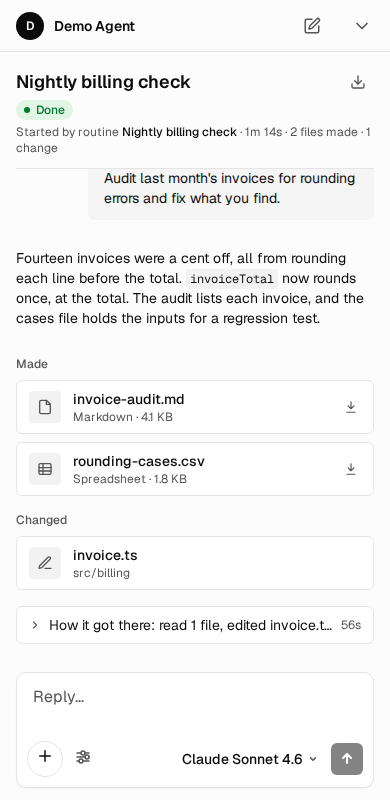 D Demo Agent
Nightly billing check
Done
Started by routine Nightly billing check · 1m 14s · 2 files made · 1
change
Audit last month's invoices for rounding
errors and fix what you find.
Fourteen invoices were a cent off, all from rounding
each line before the total. invoiceTotal now rounds
once, at the total. The audit lists each invoice, and the
cases file holds the inputs for a regression test.
Made
invoice-audit.md
Markdown · 4.1 KB
rounding-cases.csv
Spreadsheet · 1.8 KB
Changed
invoice.ts
src/billing
How it got there: read 1 file, edited invoice.t... 56s
Reply...
Claude Sonnet 4.6